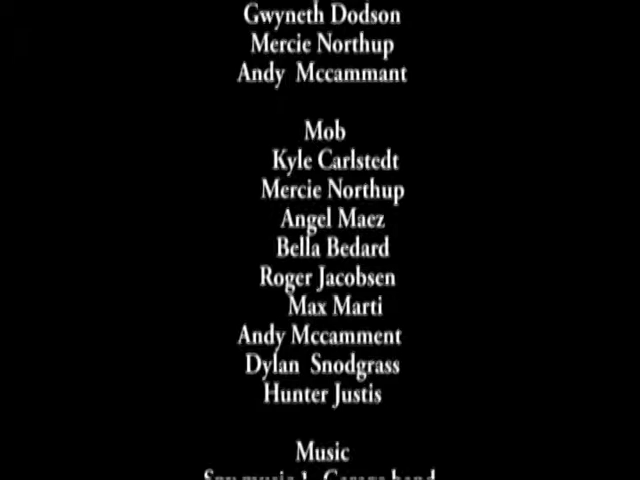 Gwyneth Dodson
Mercie Northup
Andy Mccammant
Mob
Kyle Carlstedt
Mercie Northup
Angel Maez
Bella Bedard
Roger Jacobsen
Max Marti
Andy Mccamment
Dylan Snodgrass
Hunter Justis
Music